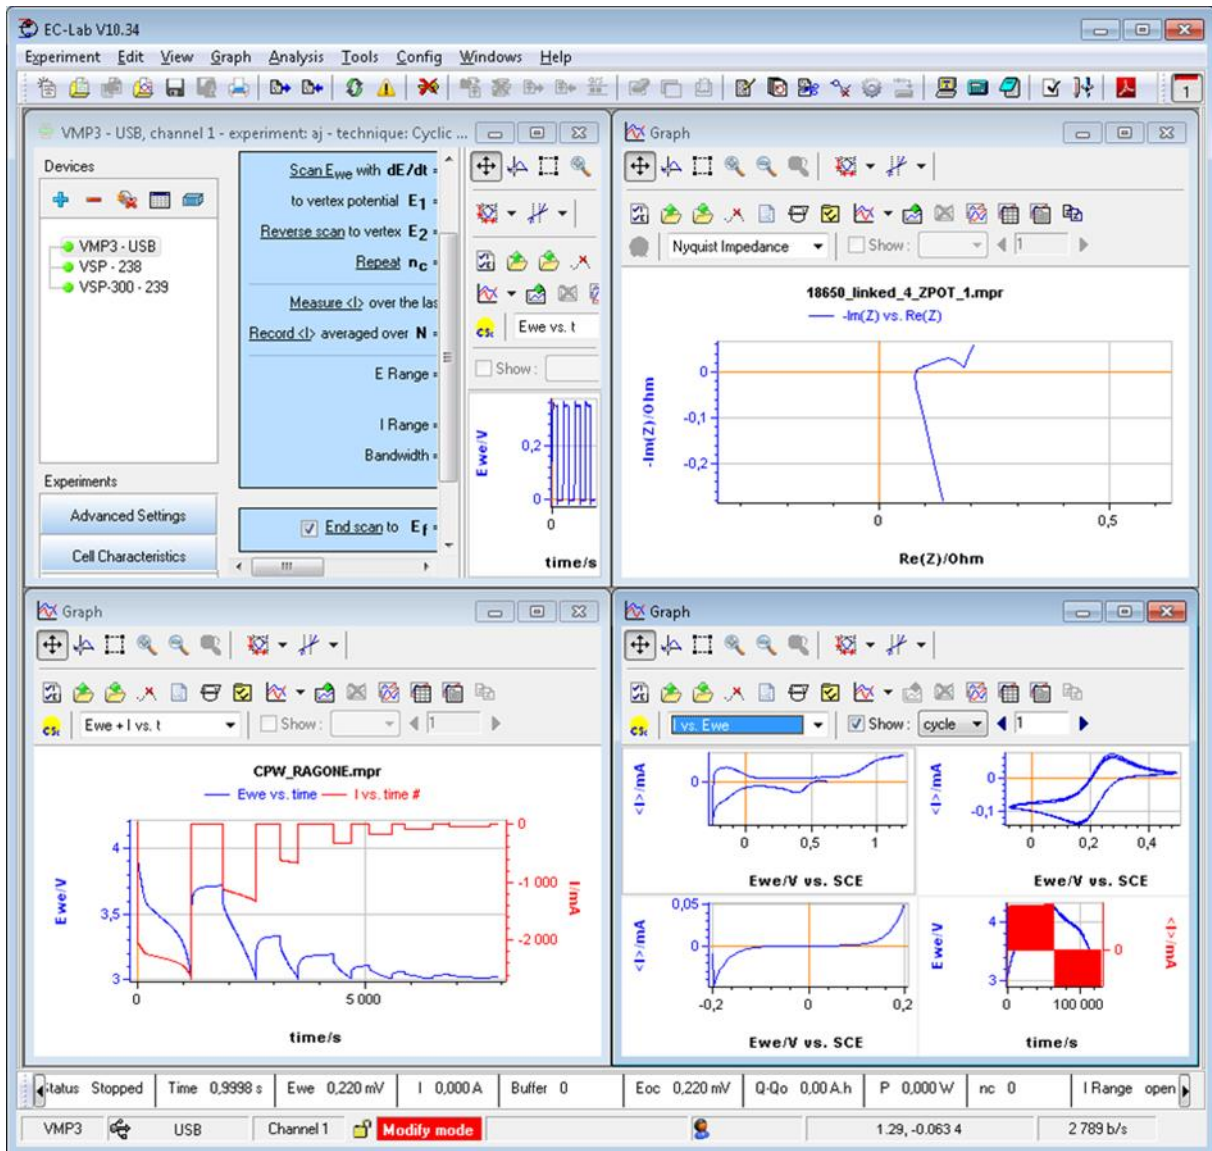 EC-Lab V10.34
Experiment Edit View Graph Analysis Tools Config Windows Help
1
VMP3 - USB, channel 1 - experiment: aj - technique: Cyclic ...
Devices
VMP3 - USB
VSP - 238
VSP-300 - 239
Experiments
Advanced Settings
Cell Characteristics
Scan Ewe with dE/dt =
to vertex potential E1 =
Reverse scan to vertex E2 =
Repeat nc =
Measure <I> over the las
Record <I> averaged over N =
E Range =
I Range =
Bandwidth =
End scan to Ef =
Ewe vs. t
Show :
Ewe/V
0,2
0
0
time/s
Graph
Nyquist Impedance Show : 1
18650_linked_4_ZPOT_1.mpr
-Im(Z) vs. Re(Z)
-Im(Z)/Ohm
0
-0,1
-0,2
0 0,5
Re(Z)/Ohm
Graph
Ewe + I vs. t Show : 1
CPW_RAGONE.mpr
Ewe vs. time I vs. time #
Ewe/V
4
3,5
3
0 5 000
time/s
0
-1 000
-2 000
I/mA
Graph
I vs. Ewe Show : cycle 1
<I>/mA
0
0 0,5 1
Ewe/V vs. SCE
<I>/mA
0
-0,1
0 0,2 0,4
Ewe/V vs. SCE
<I>/mA
0,05
0
-0,2 0 0,2
Ewe/V vs. SCE
Ewe/V
4
3
0 100 000
time/s
0
<I>/mA
Status Stopped Time 0,9998 s Ewe 0,220 mV I 0,000 A Buffer 0 Eoc 0,220 mV Q-Qo 0,00 A.h P 0,000 W nc 0 I Range open
VMP3 USB Channel 1 Modify mode 1.29, -0.063 4 2 789 b/s